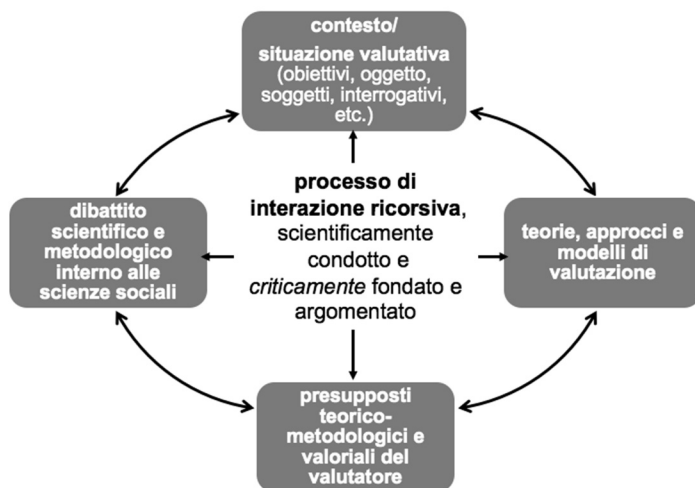 contesto/
situazione valutativa
(obiettivi, oggetto,
soggetti, interrogativi,
etc.)
processo di
interazione ricorsiva,
scientificamente
condotto e
criticamente fondato e
argomentato
dibattito
scientifico e
metodologico
interno alle
scienze sociali
teorie, approcci e
modelli di
valutazione
presupposti
teorico-
metodologici e
valoriali del
valutatore